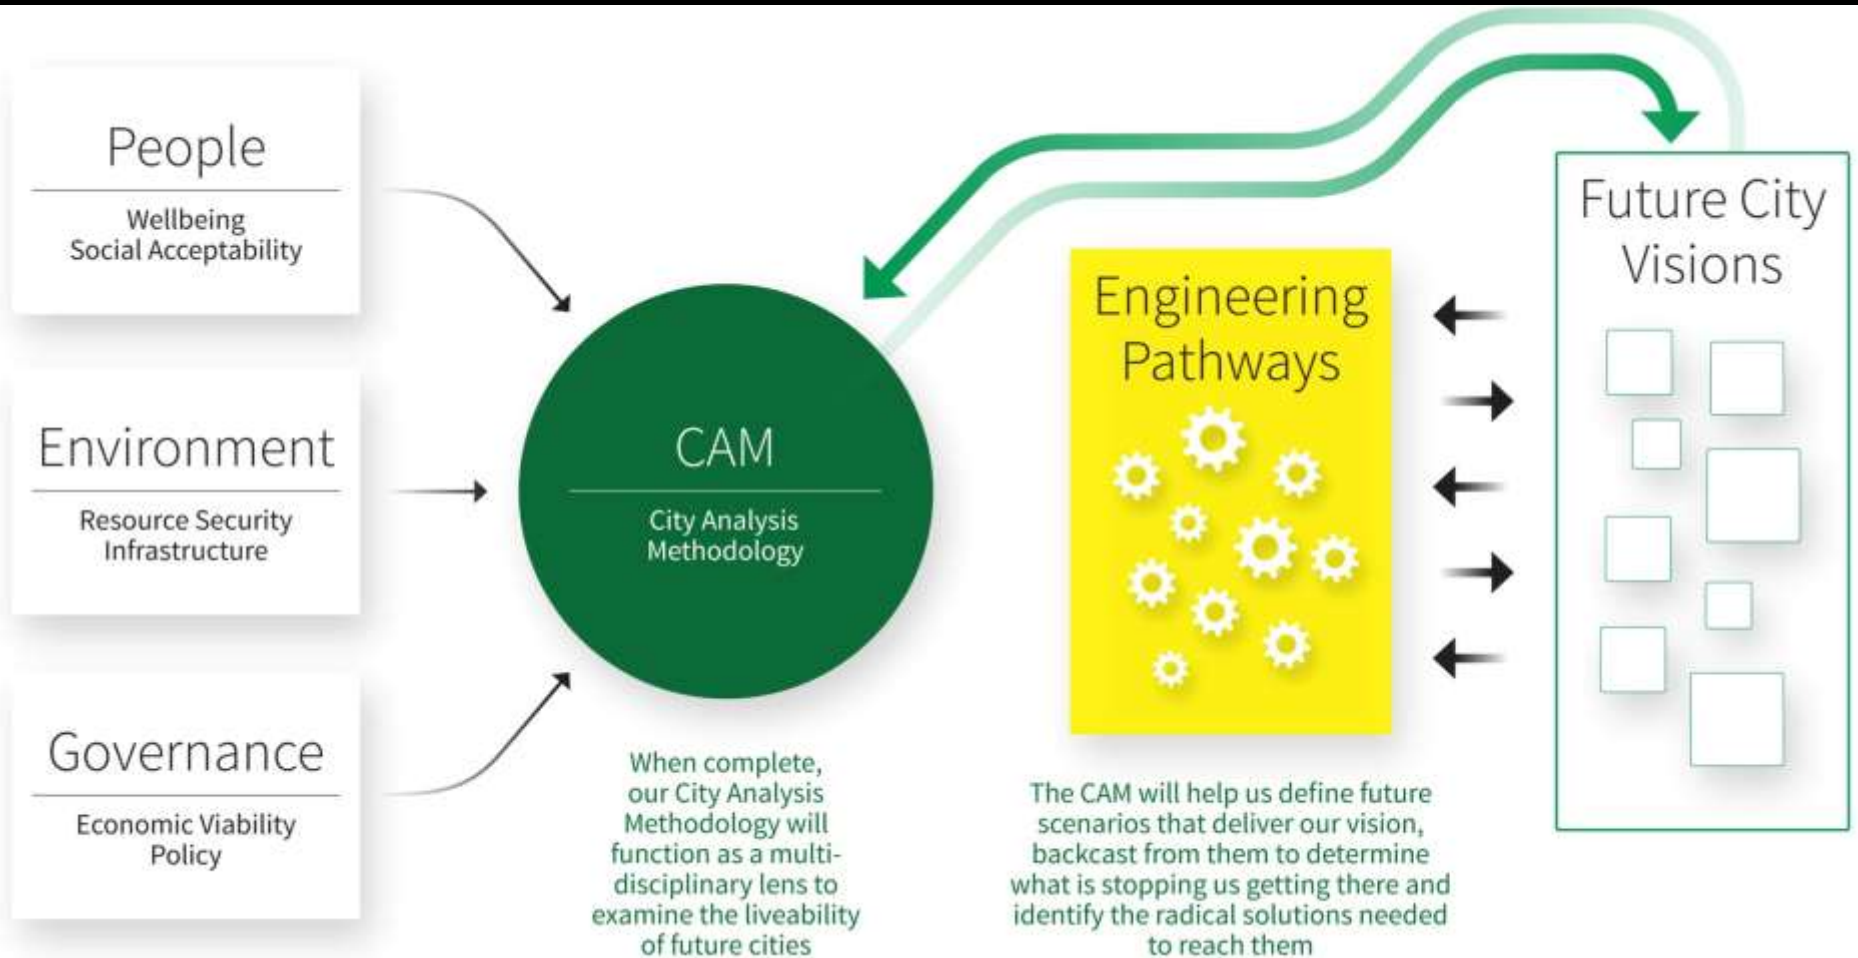 People
Wellbeing
Social Acceptability
Environment
Resource Security
Infrastructure
Governance
Economic Viability
Policy
CAM
City Analysis
Methodology
When complete,
our City Analysis
Methodology will
function as a multi-
disciplinary lens to
examine the liveability
of future cities
Engineering
Pathways
The CAM will help us define future
scenarios that deliver our vision,
backcast from them to determine
what is stopping us getting there and
identify the radical solutions needed
to reach them
Future City
Visions